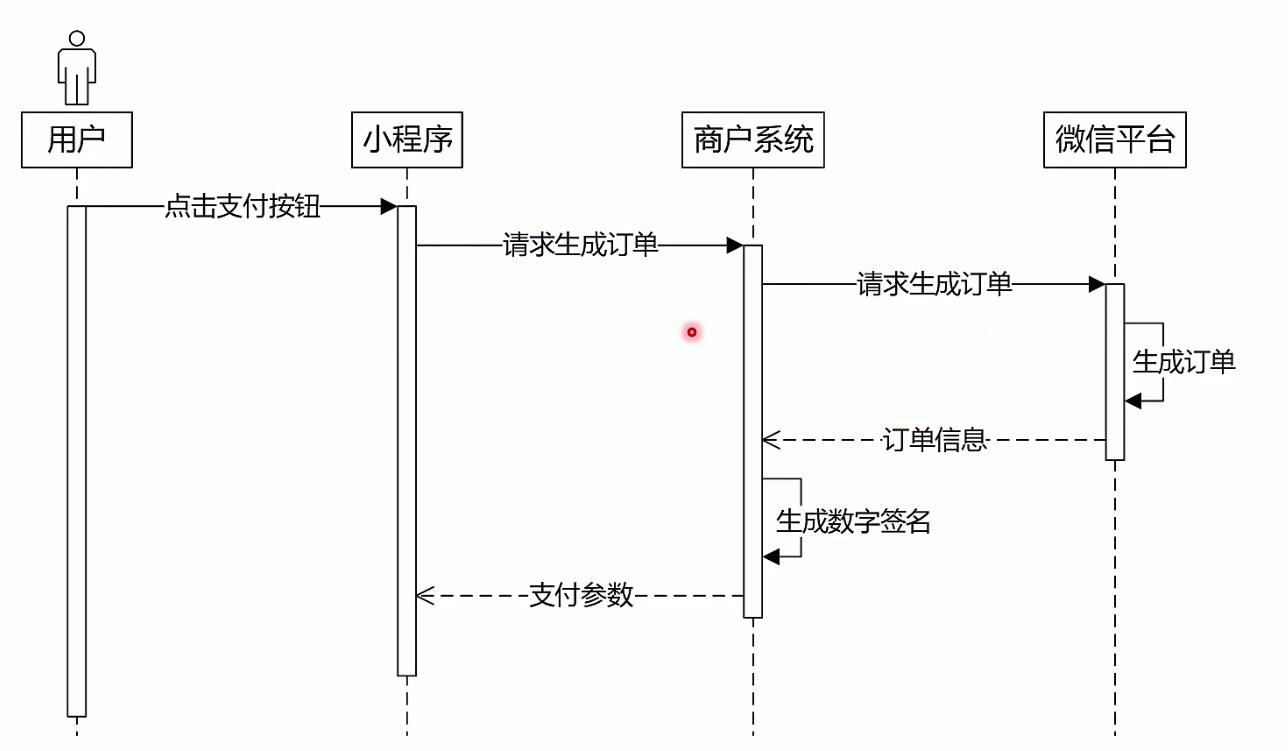 用户
小程序
商户系统
微信平台
点击支付按钮
请求生成订单
请求生成订单
生成订单
订单信息
生成数字签名
支付参数